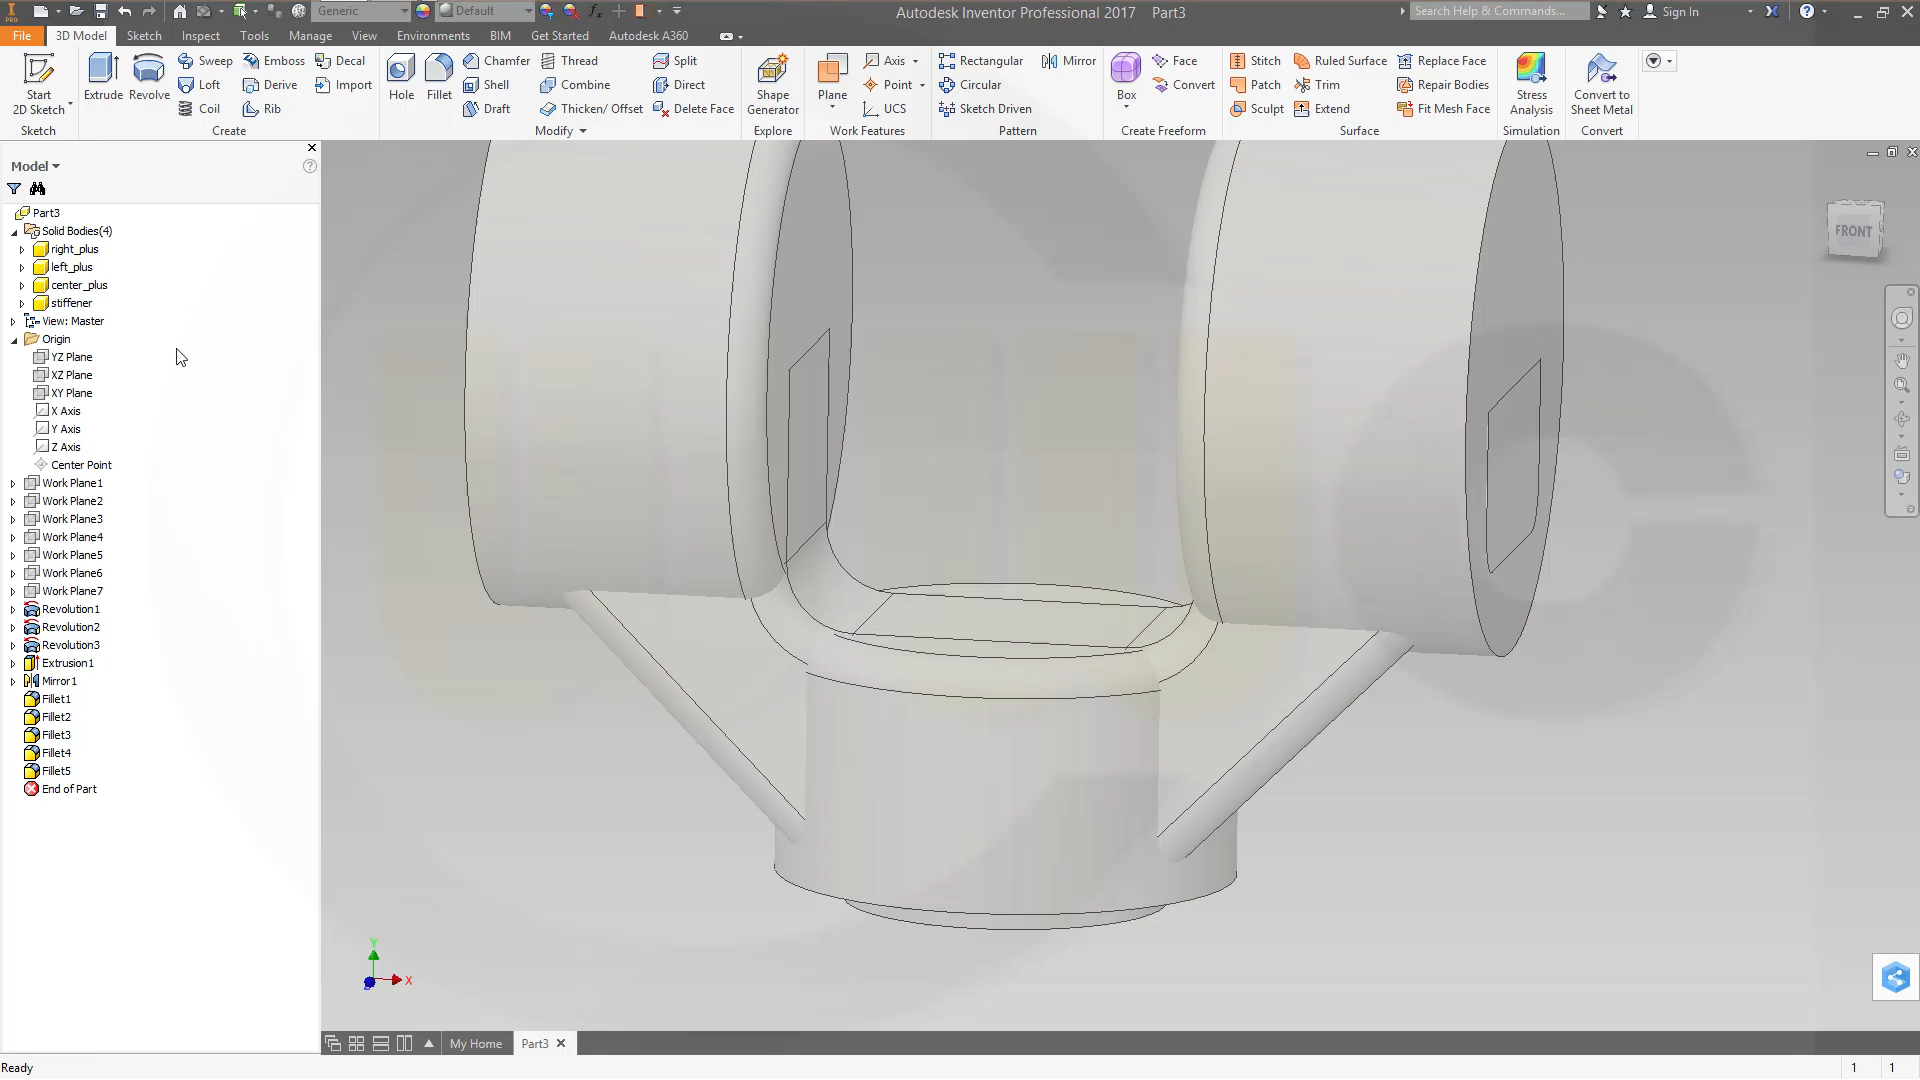 PRO
Generic
Default
Autodesk Inventor Professional 2017 Part3
Search Help & Commands...
Sign In
File
3D Model
Sketch
Inspect
Tools
Manage
View
Environments
BIM
Get Started
Autodesk A360
Start
2D Sketch
Sketch
Extrude
Revolve
Sweep
Loft
Coil
Emboss
Derive
Rib
Decal
Import
Create
Hole
Fillet
Chamfer
Shell
Draft
Thread
Combine
Thicken/ Offset
Split
Direct
Delete Face
Modify
Shape
Generator
Explore
Plane
Axis
Point
UCS
Work Features
Rectangular
Circular
Sketch Driven
Mirror
Pattern
Box
Face
Convert
Create Freeform
Stitch
Patch
Sculpt
Ruled Surface
Trim
Extend
Replace Face
Repair Bodies
Fit Mesh Face
Surface
Stress
Analysis
Simulation
Convert to
Sheet Metal
Convert
Model
Part3
Solid Bodies(4)
right_plus
left_plus
center_plus
stiffener
View: Master
Origin
YZ Plane
XZ Plane
XY Plane
X Axis
Y Axis
Z Axis
Center Point
Work Plane1
Work Plane2
Work Plane3
Work Plane4
Work Plane5
Work Plane6
Work Plane7
Revolution1
Revolution2
Revolution3
Extrusion1
Mirror1
Fillet1
Fillet2
Fillet3
Fillet4
Fillet5
End of Part
FRONT
Y
X
My Home
Part3
Ready
1
1